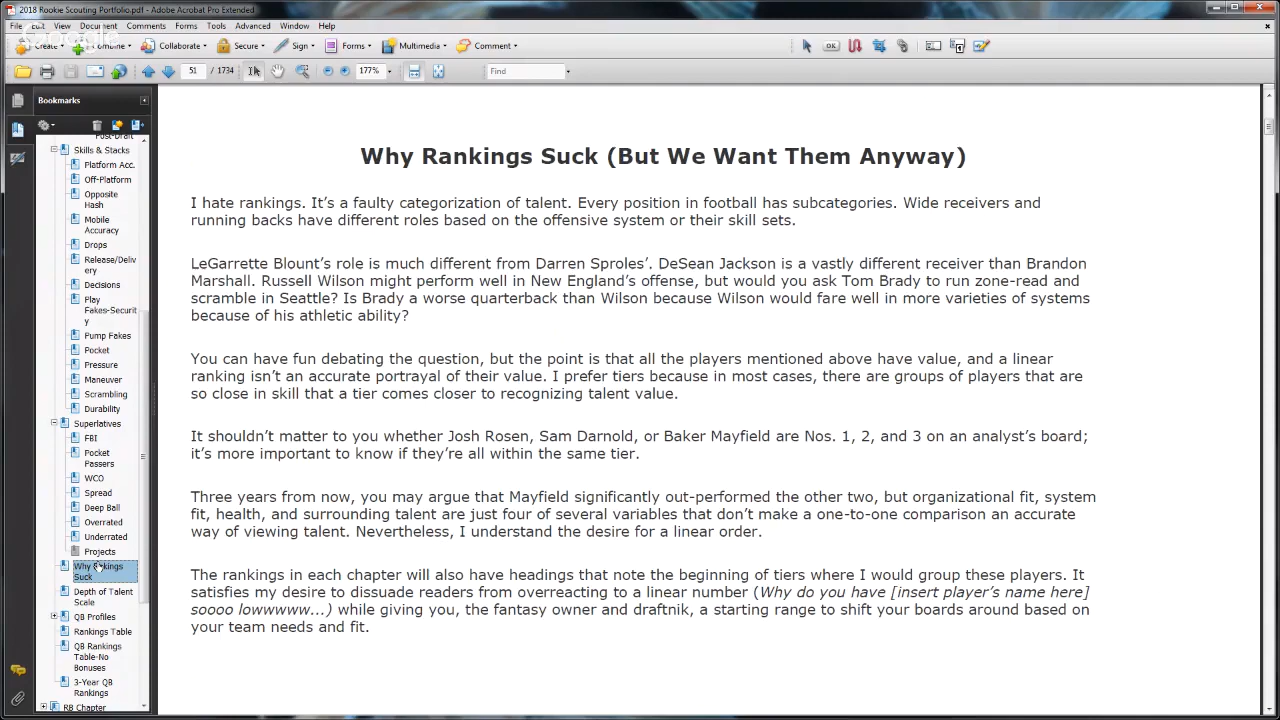 2018 Rookie Scouting Portfolio.pdf - Adobe Acrobat Pro Extended
File Edit View Document Comments Forms Tools Advanced Window Help
Create Combine Collaborate Secure Sign Forms Multimedia Comment
Google
51 / 1734 177% Find
Bookmarks
Post-Draft
Skills & Stacks
Platform Acc.
Off-Platform
Opposite
Hash
Mobile
Accuracy
Drops
Release/Deliv
ery
Decisions
Play
Fakes-Securit
y
Pump Fakes
Pocket
Pressure
Maneuver
Scrambling
Durability
Superlatives
FBI
Pocket
Passers
WCO
Spread
Deep Ball
Overrated
Underrated
Projects
Why Rankings
Suck
Depth of Talent
Scale
QB Profiles
Rankings Table
QB Rankings
Table-No
Bonuses
3-Year QB
Rankings
RB Chapter
Why Rankings Suck (But We Want Them Anyway)
I hate rankings. It's a faulty categorization of talent. Every position in football has subcategories. Wide receivers and
running backs have different roles based on the offensive system or their skill sets.
LeGarrette Blount's role is much different from Darren Sproles'. DeSean Jackson is a vastly different receiver than Brandon
Marshall. Russell Wilson might perform well in New England's offense, but would you ask Tom Brady to run zone-read and
scramble in Seattle? Is Brady a worse quarterback than Wilson because Wilson would fare well in more varieties of systems
because of his athletic ability?
You can have fun debating the question, but the point is that all the players mentioned above have value, and a linear
ranking isn't an accurate portrayal of their value. I prefer tiers because in most cases, there are groups of players that are
so close in skill that a tier comes closer to recognizing talent value.
It shouldn't matter to you whether Josh Rosen, Sam Darnold, or Baker Mayfield are Nos. 1, 2, and 3 on an analyst's board;
it's more important to know if they're all within the same tier.
Three years from now, you may argue that Mayfield significantly out-performed the other two, but organizational fit, system
fit, health, and surrounding talent are just four of several variables that don't make a one-to-one comparison an accurate
way of viewing talent. Nevertheless, I understand the desire for a linear order.
The rankings in each chapter will also have headings that note the beginning of tiers where I would group these players. It
satisfies my desire to dissuade readers from overreacting to a linear number (Why do you have [insert player's name here]
soooo lowwwww...) while giving you, the fantasy owner and draftnik, a starting range to shift your boards around based on
your team needs and fit.